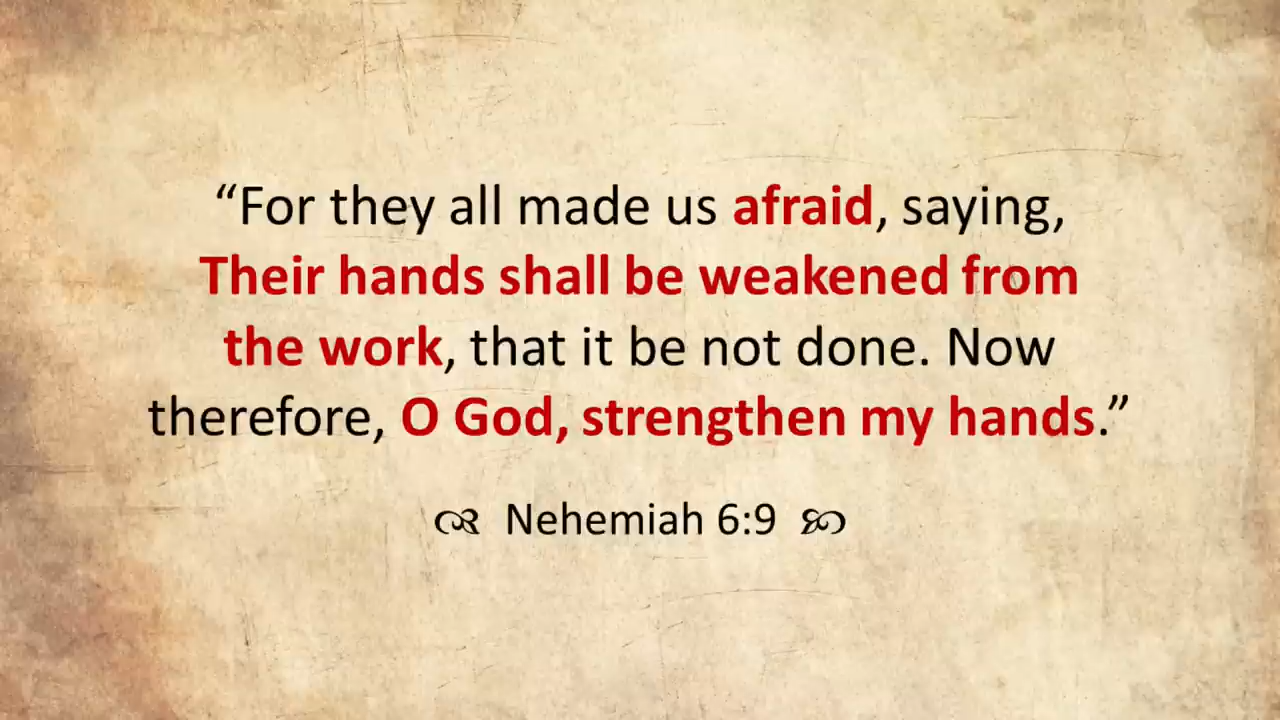 “For they all made us afraid, saying,
Their hands shall be weakened from
the work, that it be not done. Now
therefore, O God, strengthen my hands.”
Nehemiah 6:9